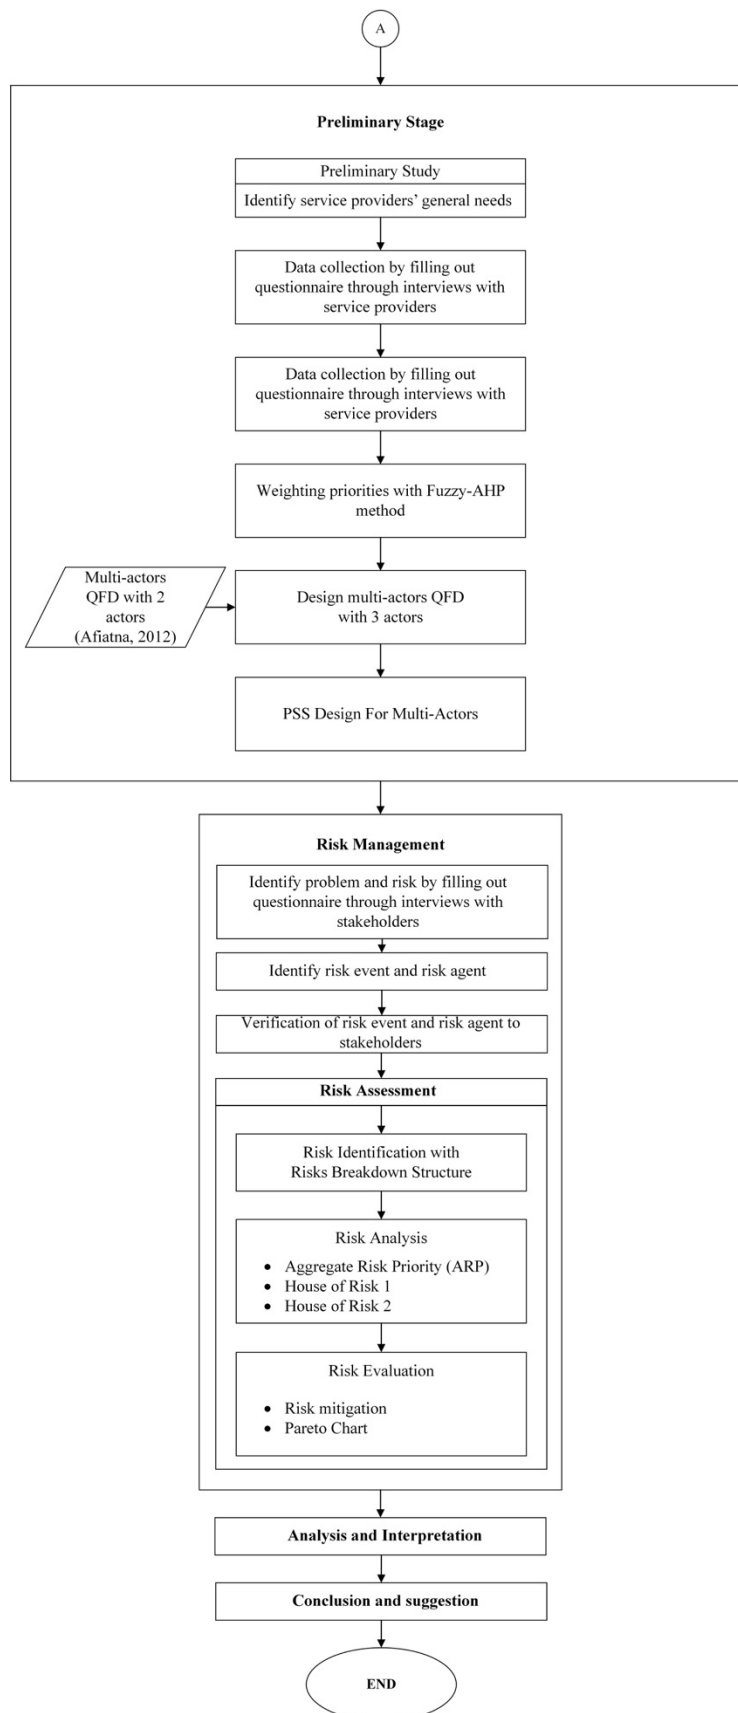 A
Preliminary Stage
Preliminary Study
Identify service providers' general needs
Data collection by filling out
questionnaire through interviews with
service providers
Data collection by filling out
questionnaire through interviews with
service providers
Weighting priorities with Fuzzy-AHP
method
Multi-actors
QFD with 2
actors
(Afiatna, 2012)
Design multi-actors QFD
with 3 actors
PSS Design For Multi-Actors
Risk Management
Identify problem and risk by filling out
questionnaire through interviews with
stakeholders
Identify risk event and risk agent
Verification of risk event and risk agent to
stakeholders
Risk Assessment
Risk Identification with
Risks Breakdown Structure
Risk Analysis
• Aggregate Risk Priority (ARP)
• House of Risk 1
• House of Risk 2
Risk Evaluation
• Risk mitigation
• Pareto Chart
Analysis and Interpretation
Conclusion and suggestion
END